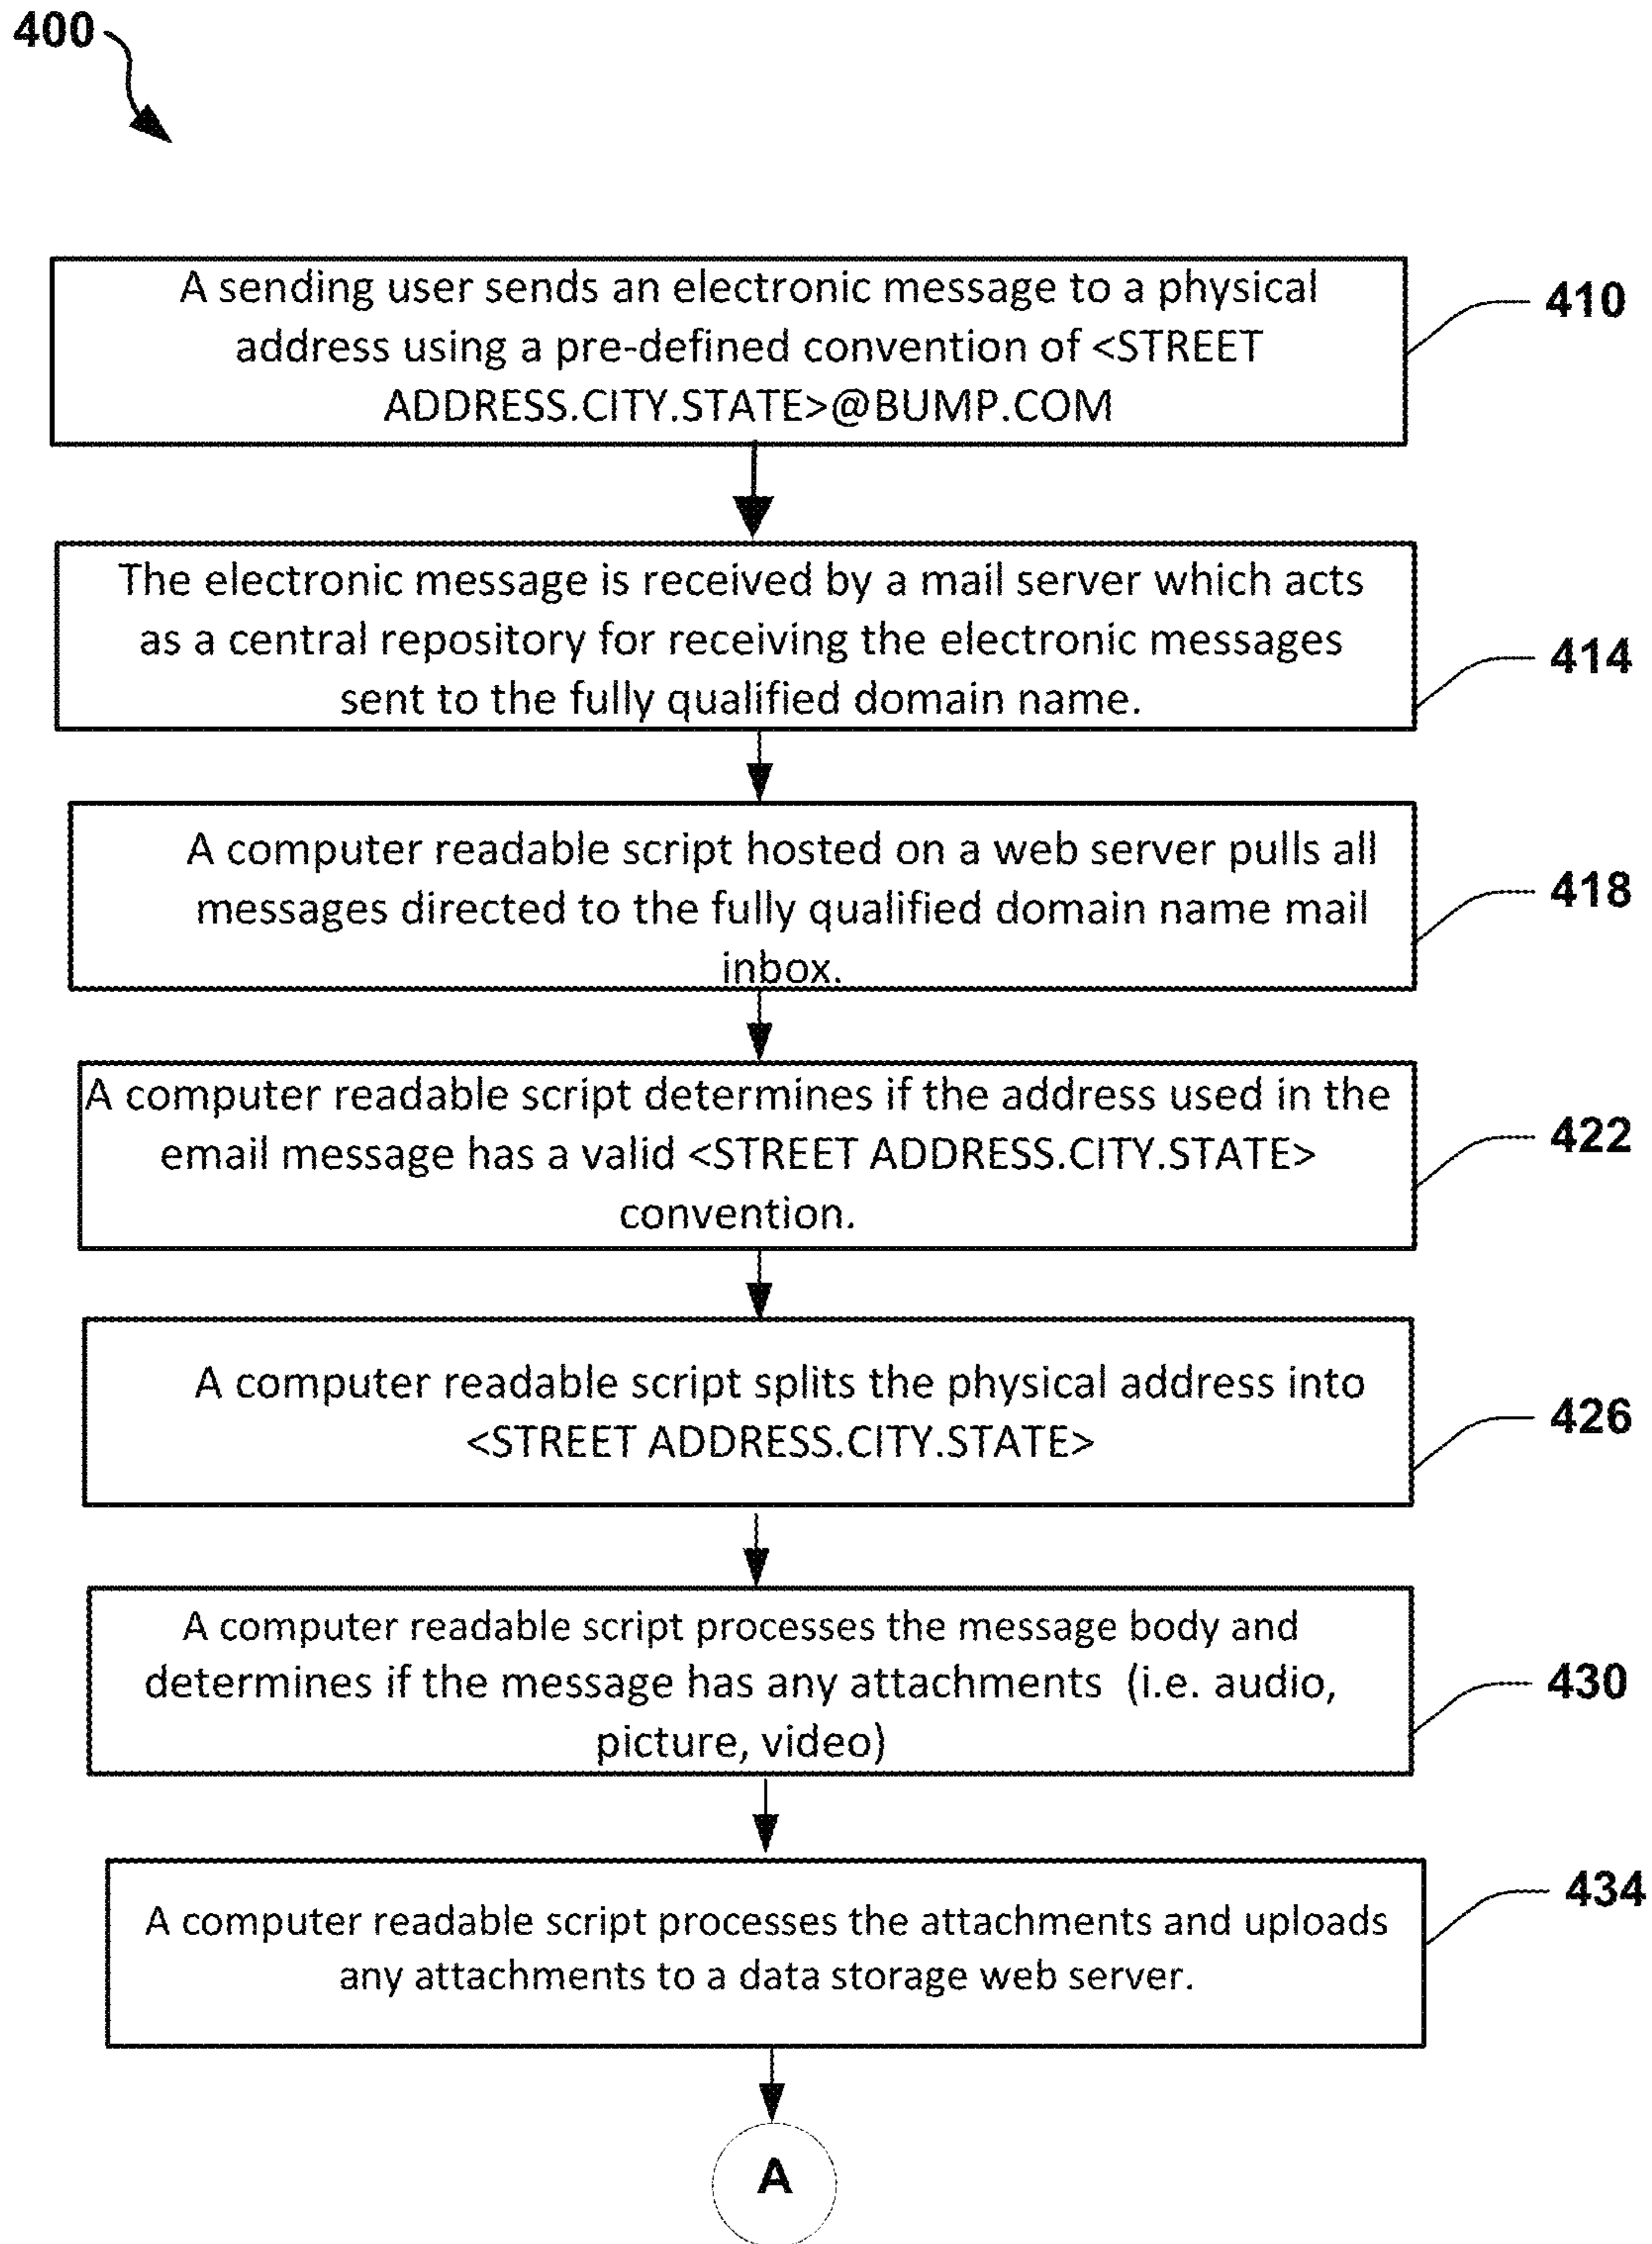 400
A sending user sends an electronic message to a physical
address using a pre-defined convention of <STREET
ADDRESS.CITY.STATE>@BUMP.COM
410
The electronic message is received by a mail server which acts
as a central repository for receiving the electronic messages
sent to the fully qualified domain name.
414
A computer readable script hosted on a web server pulls all
messages directed to the fully qualified domain name mail
inbox.
418
A computer readable script determines if the address used in the
email message has a valid <STREET ADDRESS.CITY.STATE>
convention.
422
A computer readable script splits the physical address into
<STREET ADDRESS.CITY.STATE>
426
A computer readable script processes the message body and
determines if the message has any attachments (i.e. audio,
picture, video)
430
A computer readable script processes the attachments and uploads
any attachments to a data storage web server.
434
A